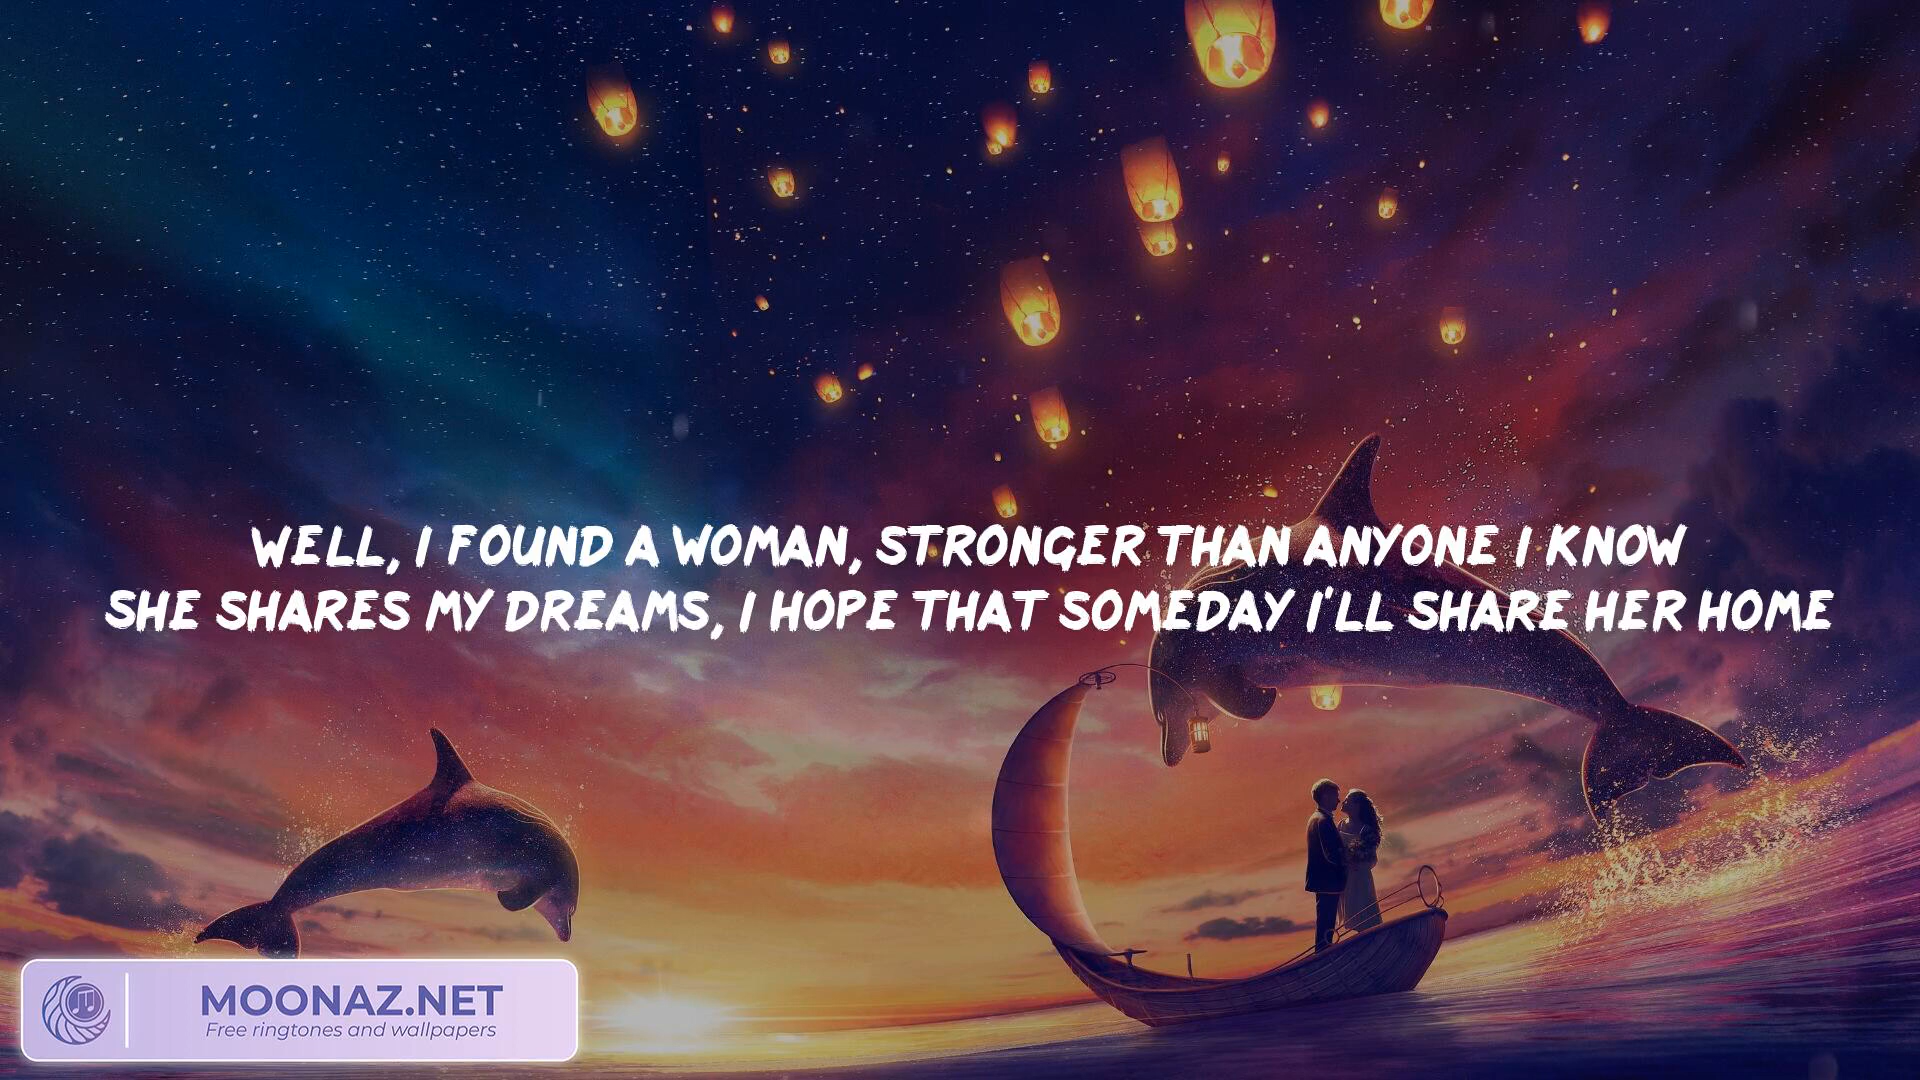 WELL, I FOUND A WOMAN, STRONGER THAN ANYONE I KNOW
SHE SHARES MY DREAMS, I HOPE THAT SOMEDAY I'LL SHARE HER HOME
MOONAZ.NET
Free ringtones and wallpapers